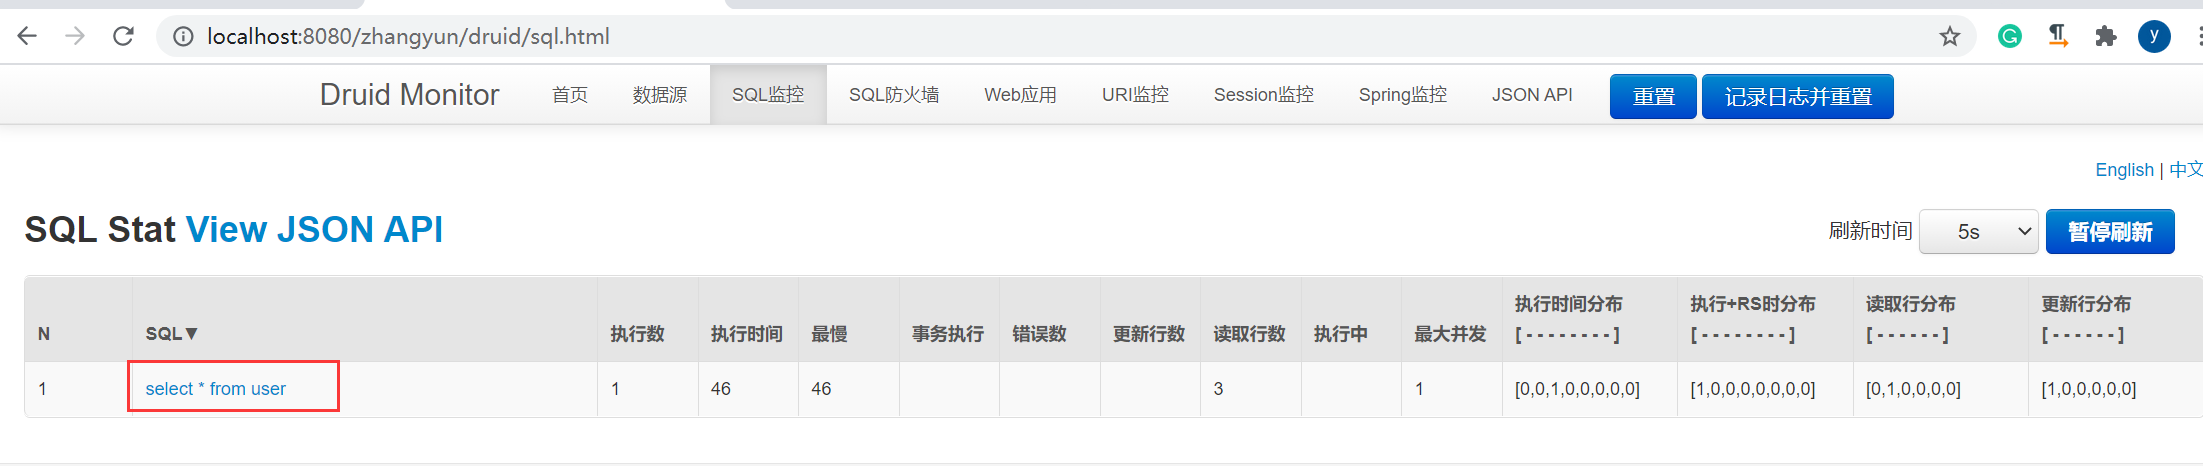 localhost:8080/zhangyun/druid/sql.html
y
Druid Monitor 首页 数据源 SQL监控 SQL防火墙 Web应用 URI监控 Session监控 Spring监控 JSON API 重置 记录日志并重置
English | 中文
SQL Stat View JSON API 刷新时间 5s 暂停刷新
N SQL▼ 执行数 执行时间 最慢 事务执行 错误数 更新行数 读取行数 执行中 最大并发 执行时间分布 执行+RS时分布 读取行分布 更新行分布
[ - - - - - - - - ] [ - - - - - - - - ] [ - - - - - - ] [ - - - - - - ]
1 select * from user 1 46 46 3 1 [0,0,1,0,0,0,0,0] [1,0,0,0,0,0,0,0] [0,1,0,0,0,0] [1,0,0,0,0,0]